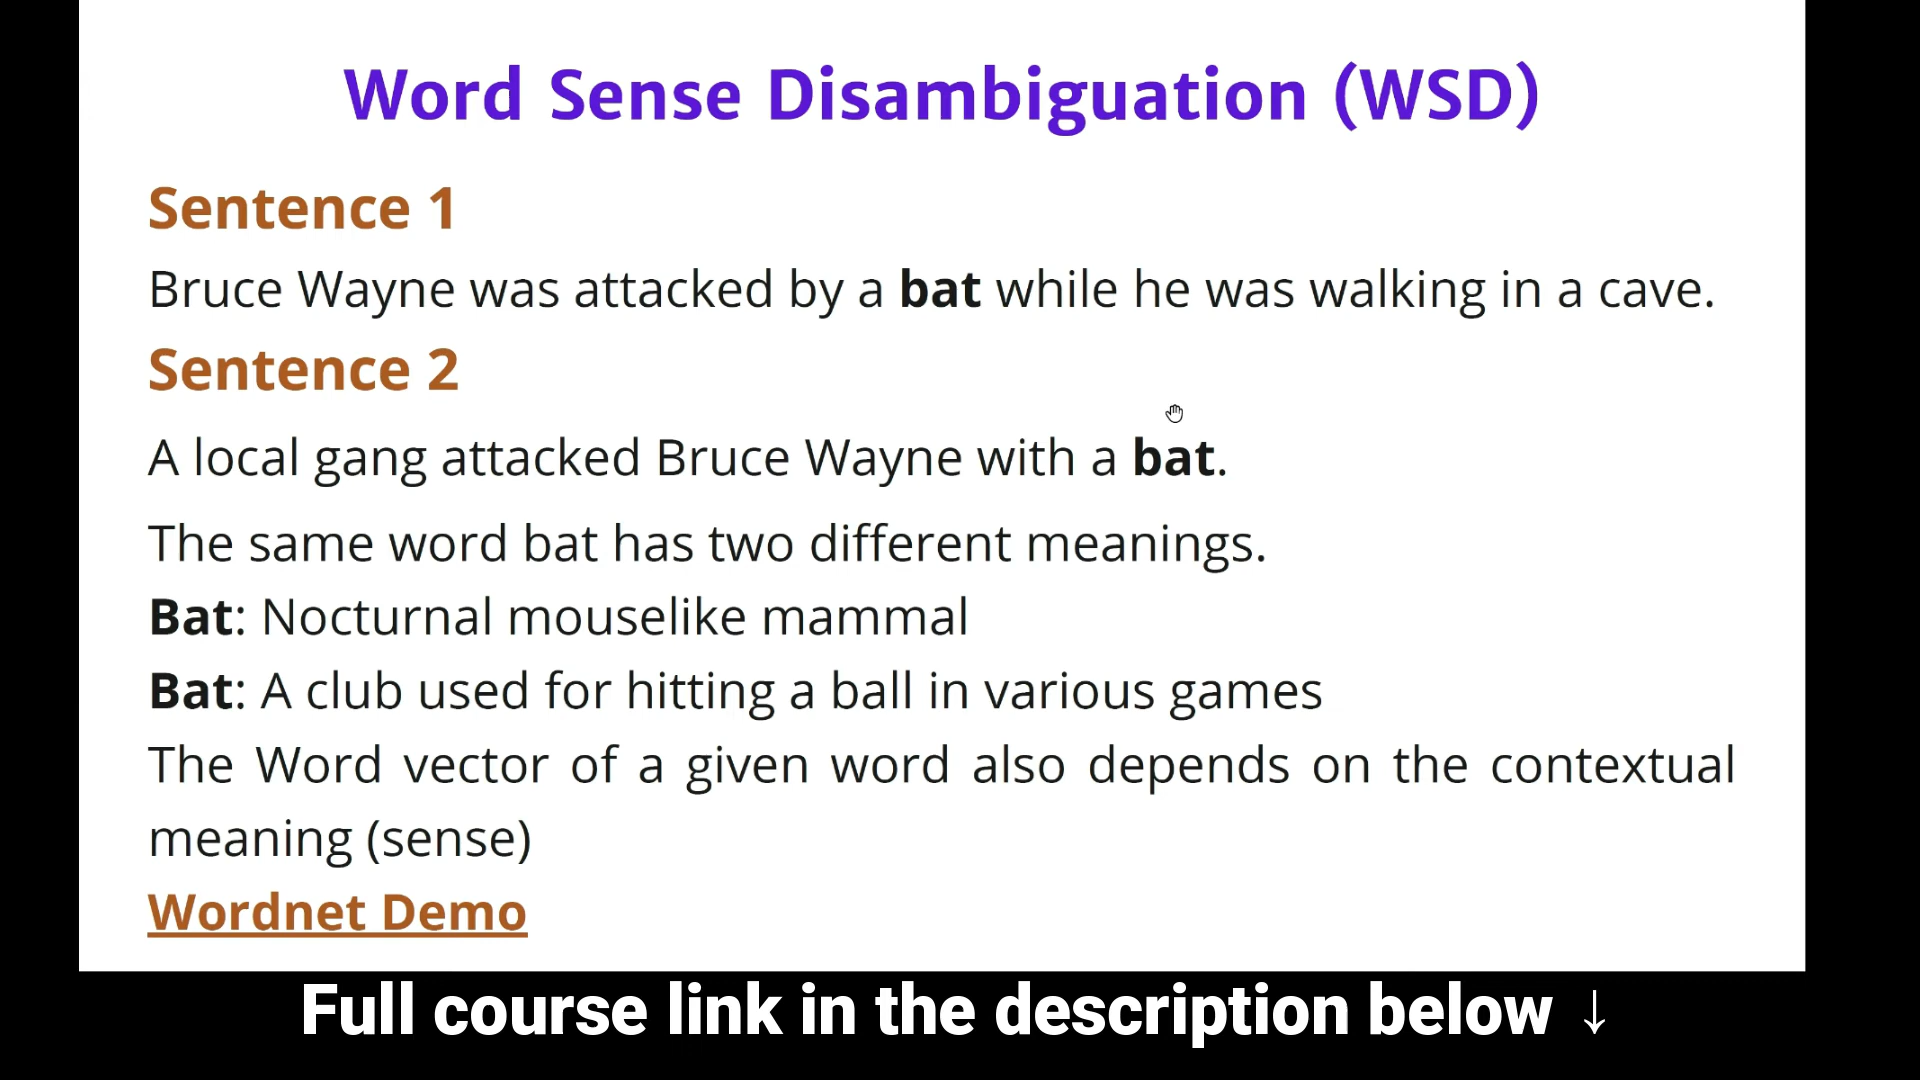 Word Sense Disambiguation (WSD)
Sentence 1
Bruce Wayne was attacked by a bat while he was walking in a cave.
Sentence 2
A local gang attacked Bruce Wayne with a bat.
The same word bat has two different meanings.
Bat: Nocturnal mouselike mammal
Bat: A club used for hitting a ball in various games
The Word vector of a given word also depends on the contextual
meaning (sense)
Wordnet Demo
Full course link in the description below ↓